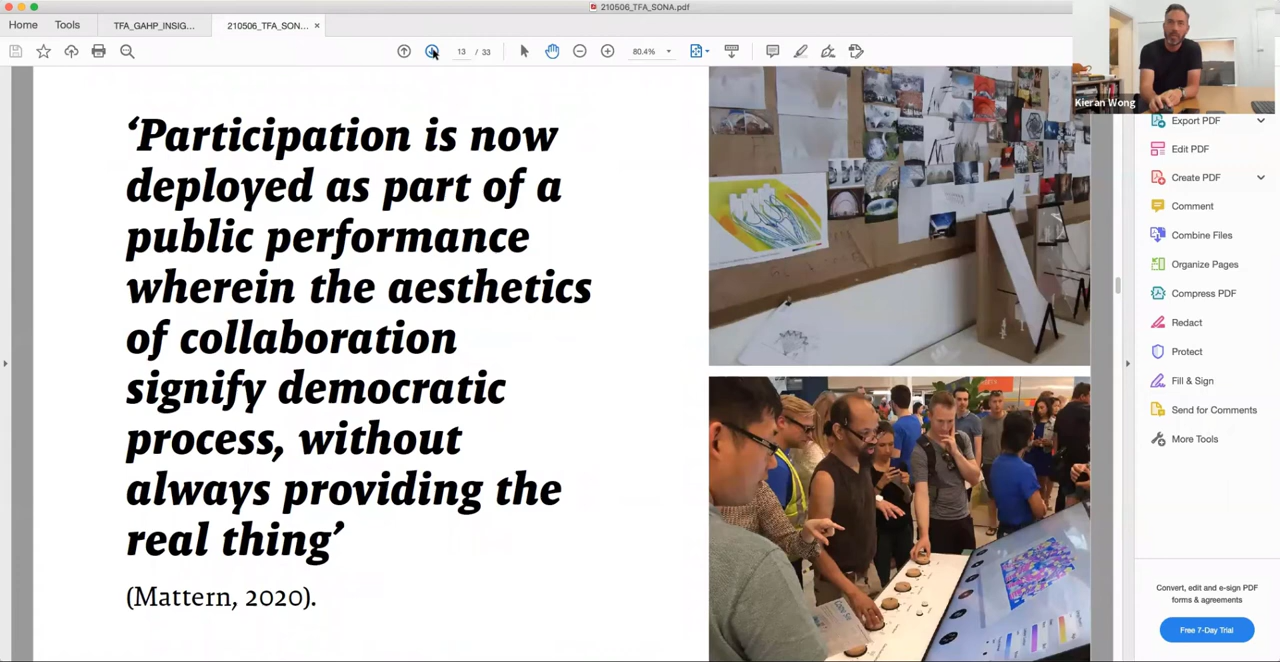 210506_TFA_SONA.pdf
Home
Tools
TFA_GAHP_INSIG...
210506_TFA_SON... ×
13 / 33
80.4%
Kieran Wong
‘Participation is now
deployed as part of a
public performance
wherein the aesthetics
of collaboration
signify democratic
process, without
always providing the
real thing’
(Mattern, 2020).
Export PDF
Edit PDF
Create PDF
Comment
Combine Files
Organize Pages
Compress PDF
Redact
Protect
Fill & Sign
Send for Comments
More Tools
Convert, edit and e-sign PDF
forms & agreements
Free 7-Day Trial